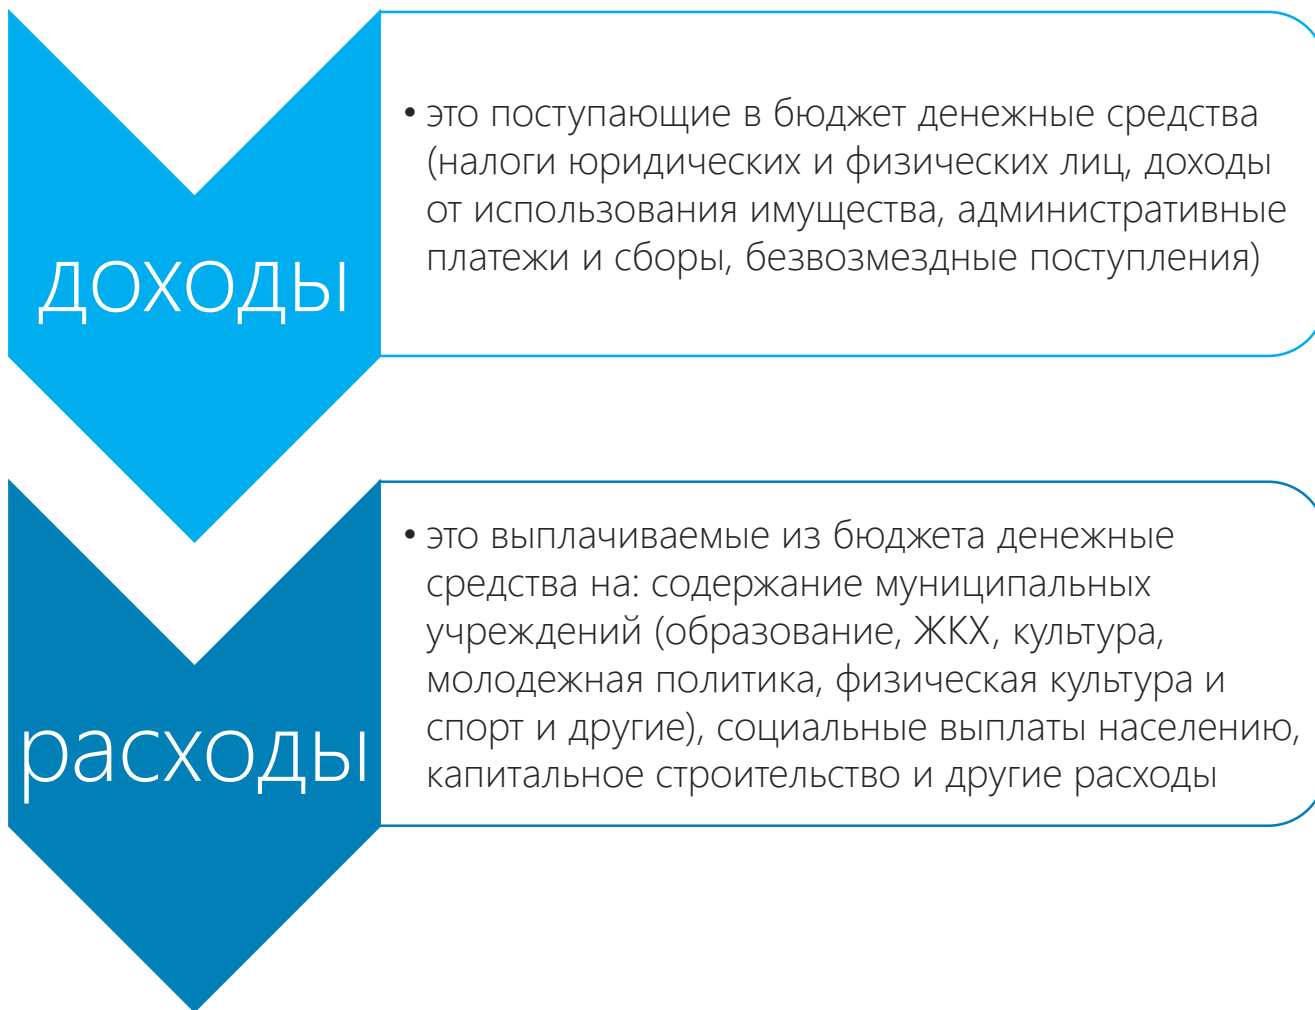 доходы
• это поступающие в бюджет денежные средства
(налоги юридических и физических лиц, доходы
от использования имущества, административные
платежи и сборы, безвозмездные поступления)
расходы
• это выплачиваемые из бюджета денежные
средства на: содержание муниципальных
учреждений (образование, ЖКХ, культура,
молодежная политика, физическая культура и
спорт и другие), социальные выплаты населению,
капитальное строительство и другие расходы